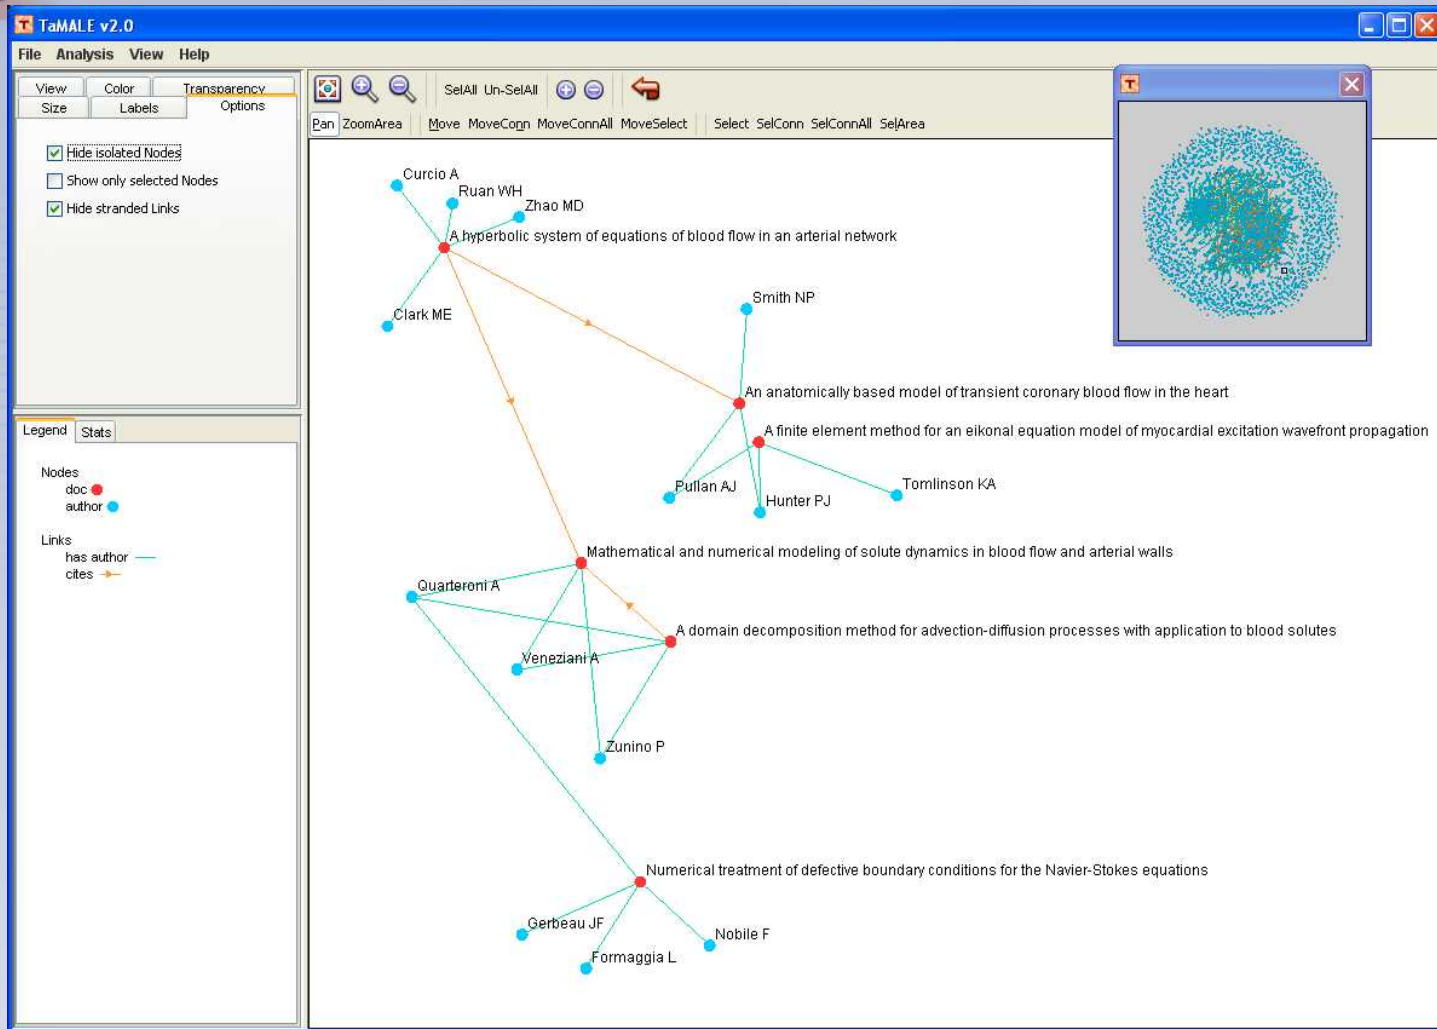 TaMALE v2.0
File Analysis View Help
View Color Transparency
Size Labels Options
Hide isolated Nodes
Show only selected Nodes
Hide stranded Links
SelAll Un-SelAll
Pan ZoomArea Move MoveConn MoveConnAll MoveSelect Select SelConn SelConnAll SelArea
Legend Stats
Nodes
doc
author
Links
has author
cites
Curcio A
Ruan WH
Zhao MD
A hyperbolic system of equations of blood flow in an arterial network
Clark ME
Smith NP
An anatomically based model of transient coronary blood flow in the heart
A finite element method for an eikonal equation model of myocardial excitation wavefront propagation
Pullan AJ
Hunter PJ
Tomlinson KA
Mathematical and numerical modeling of solute dynamics in blood flow and arterial walls
Quarteroni A
A domain decomposition method for advection-diffusion processes with application to blood solutes
Veneziani A
Zunino P
Numerical treatment of defective boundary conditions for the Navier-Stokes equations
Gerbeau JF
Formaggia L
Nobile F